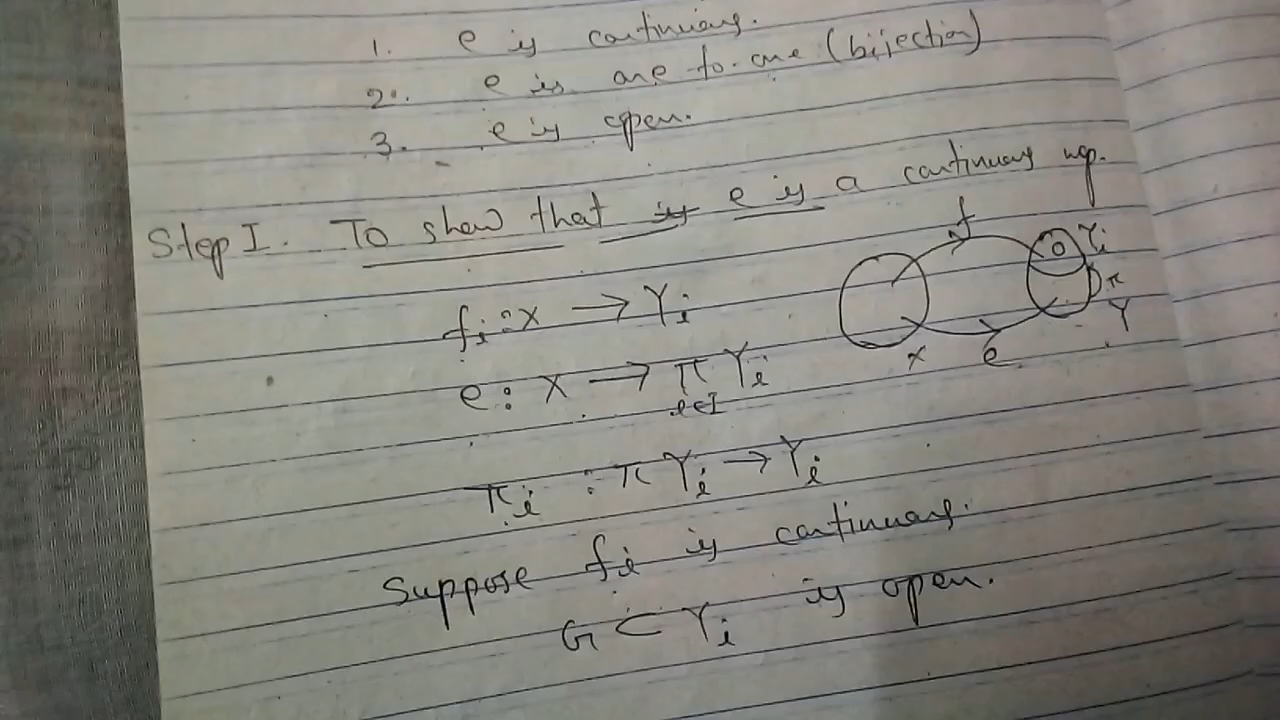 1. e is continuous.
2. e is one-to-one (bijection)
3. e is open.
Step I. To show that is e is a continuous map.
f
Yi
π
Y
X
e
fi : X → Yi
e : X → π Yi
i∈I
πi : π Yi → Yi
Suppose fi is continuous.
G ⊂ Yi is open.